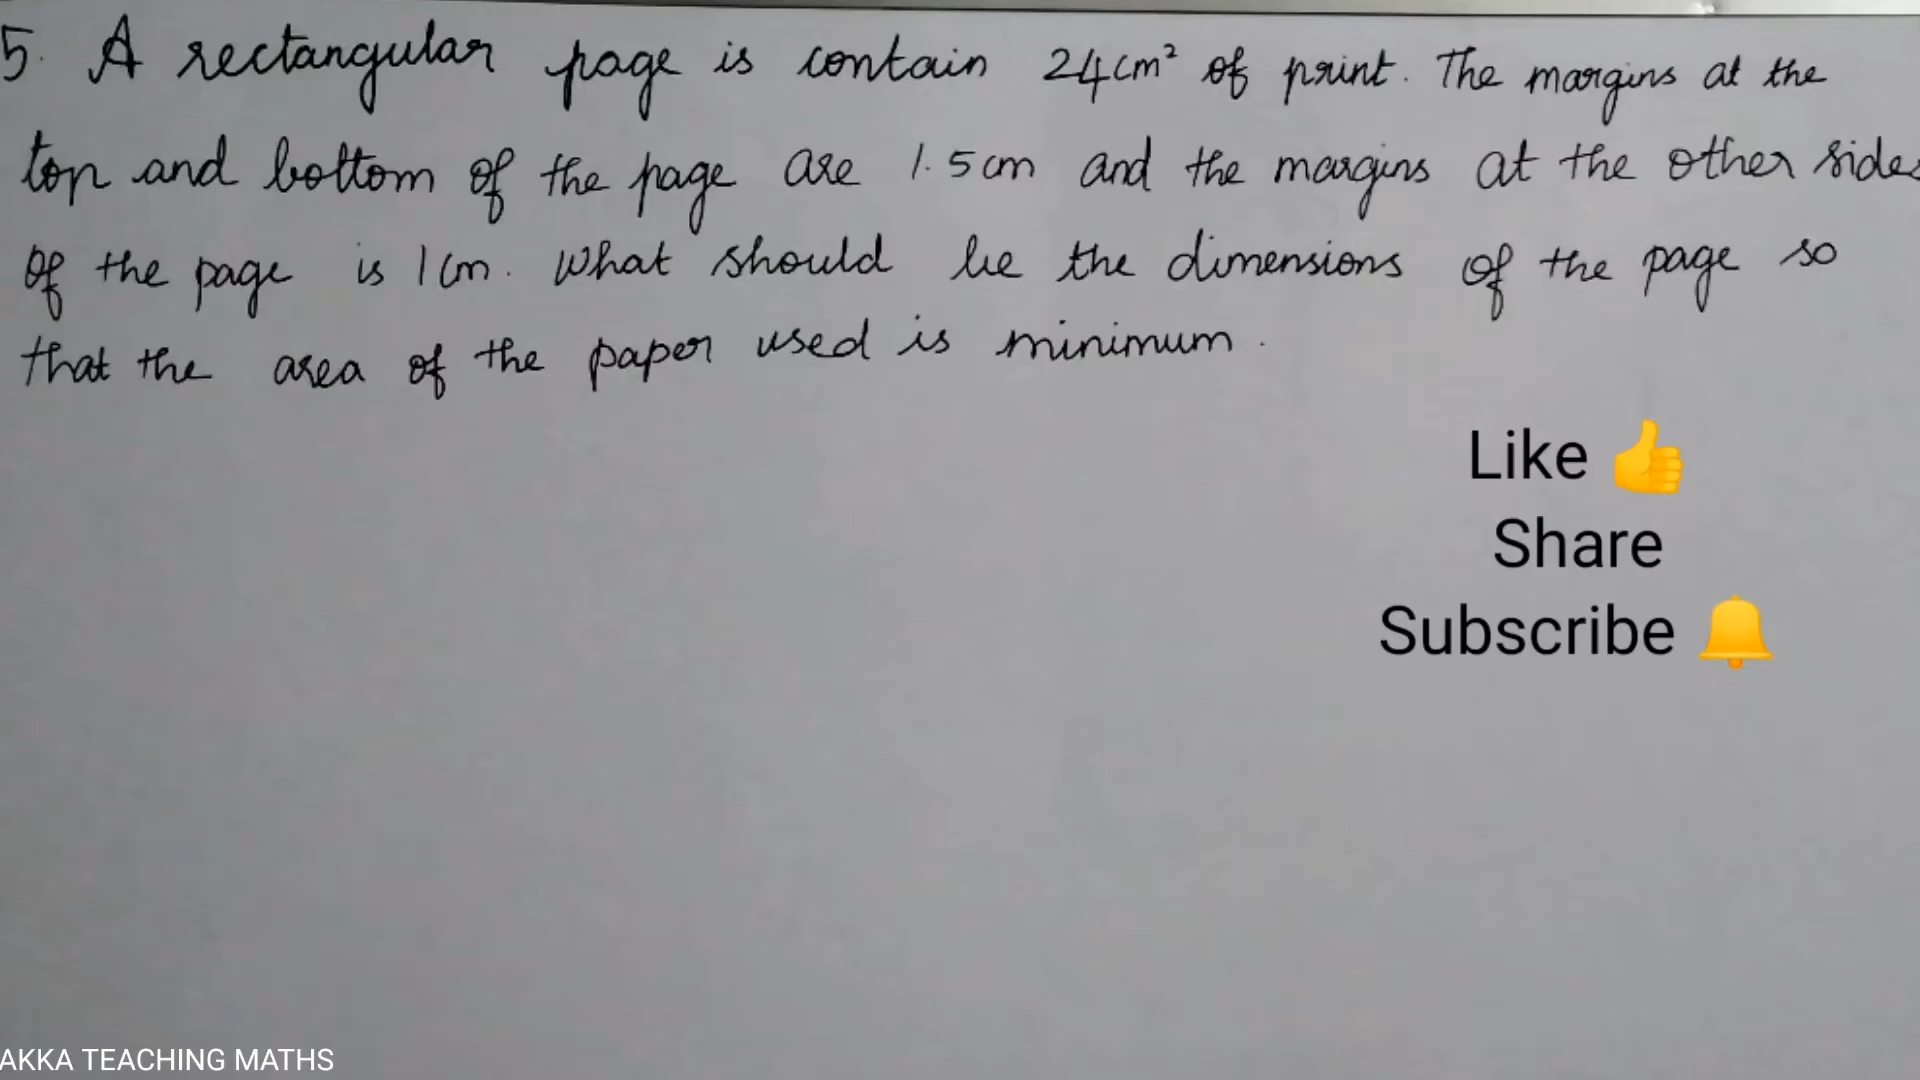 5. A rectangular page is contain 24cm² of print. The margins at the
top and bottom of the page are 1.5cm and the margins at the other sides
of the page is 1cm. What should be the dimensions of the page so
that the area of the paper used is minimum.
Like 👍
Share
Subscribe 🔔
AKKA TEACHING MATHS